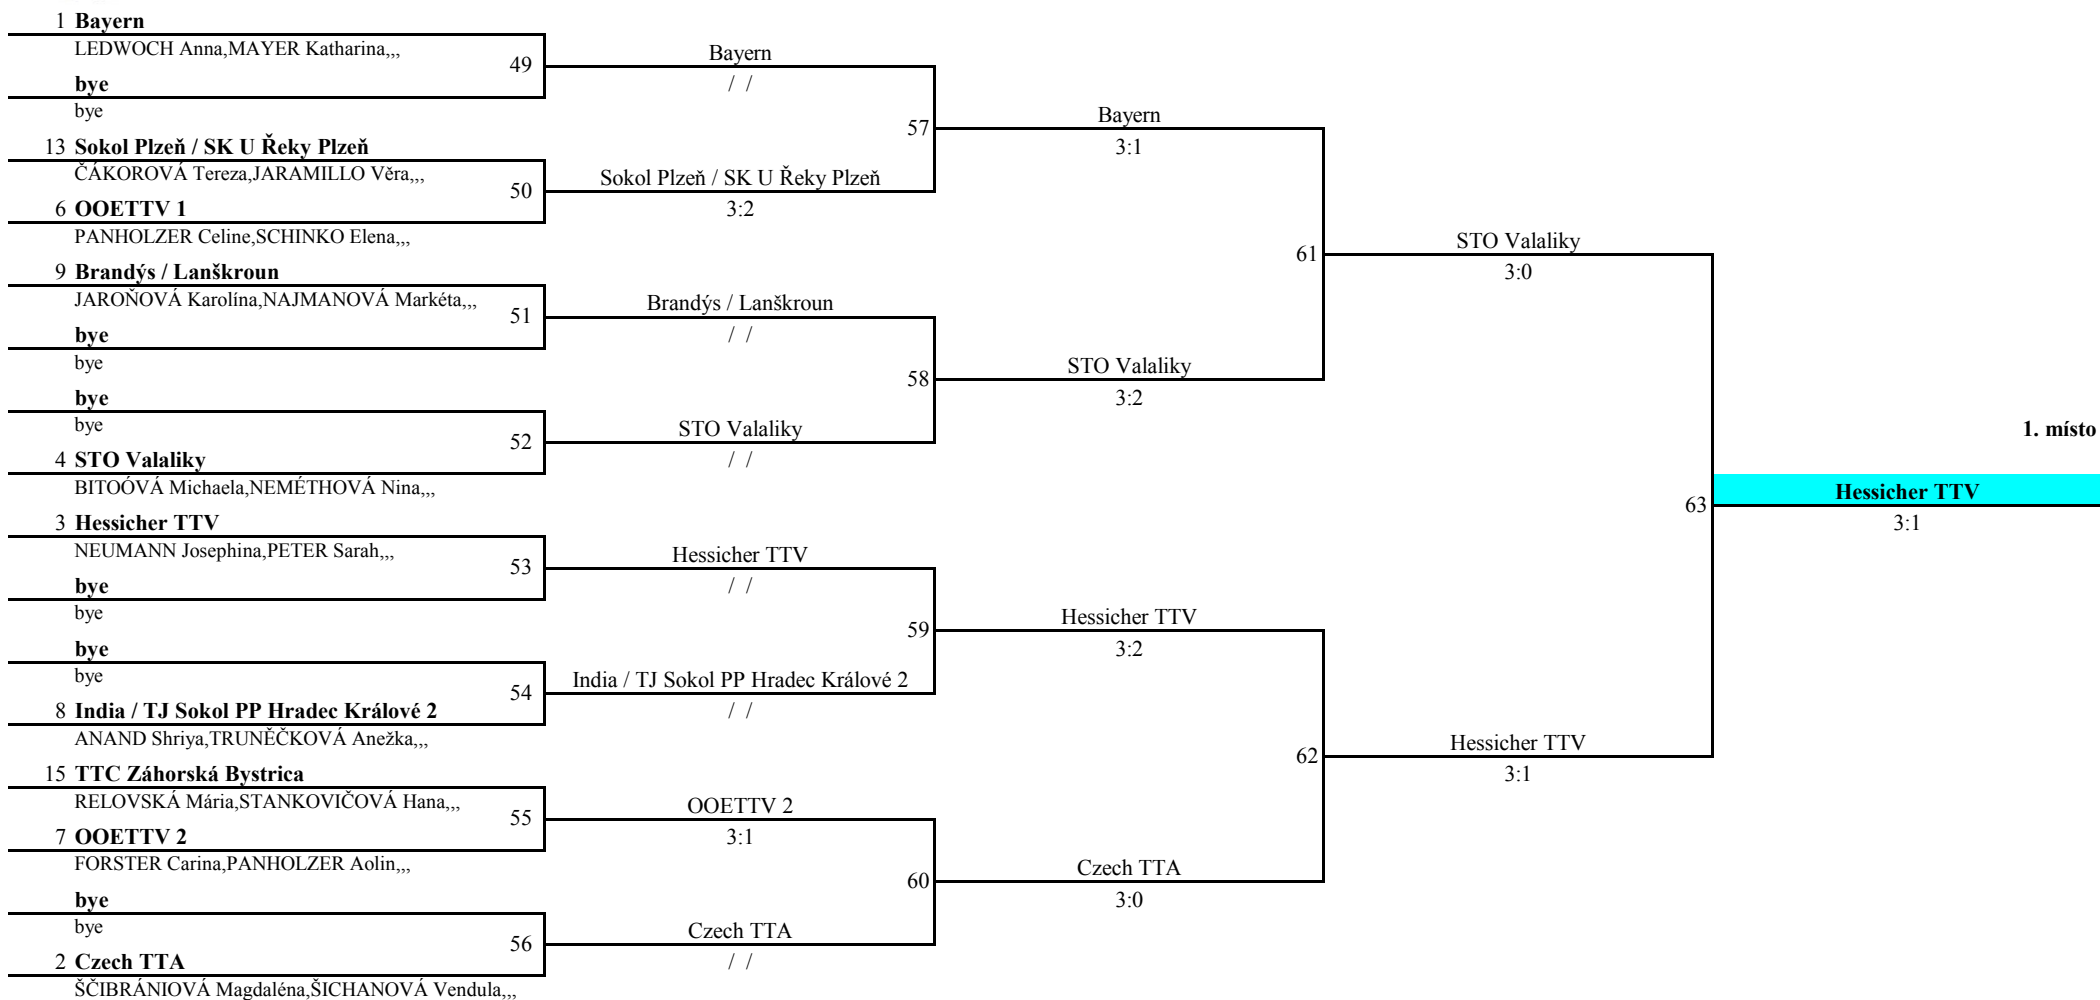 1 Bayern
LEDWOCH Anna,MAYER Katharina,,,
49
bye
bye
13 Sokol Plzeň / SK U Řeky Plzeň
ČÁKOROVÁ Tereza,JARAMILLO Věra,,,
50
6 OOETTV 1
PANHOLZER Celine,SCHINKO Elena,,,
9 Brandýs / Lanškroun
JAROŇOVÁ Karolína,NAJMANOVÁ Markéta,,,
51
bye
bye
bye
bye
52
4 STO Valaliky
BITOÓVÁ Michaela,NEMÉTHOVÁ Nina,,,
3 Hessicher TTV
NEUMANN Josephina,PETER Sarah,,,
53
bye
bye
bye
bye
54
8 India / TJ Sokol PP Hradec Králové 2
ANAND Shriya,TRUNĚČKOVÁ Anežka,,,
15 TTC Záhorská Bystrica
RELOVSKÁ Mária,STANKOVIČOVÁ Hana,,,
55
7 OOETTV 2
FORSTER Carina,PANHOLZER Aolin,,,
bye
bye
56
2 Czech TTA
ŠČIBRÁNIOVÁ Magdaléna,ŠICHANOVÁ Vendula,,,
Bayern
/ /
57
Sokol Plzeň / SK U Řeky Plzeň
3:2
Brandýs / Lanškroun
/ /
58
STO Valaliky
/ /
Hessicher TTV
/ /
59
India / TJ Sokol PP Hradec Králové 2
/ /
OOETTV 2
3:1
60
Czech TTA
/ /
Bayern
3:1
61
STO Valaliky
3:2
Hessicher TTV
3:2
62
Czech TTA
3:0
STO Valaliky
3:0
63
Hessicher TTV
3:1
1. místo
Hessicher TTV
3:1